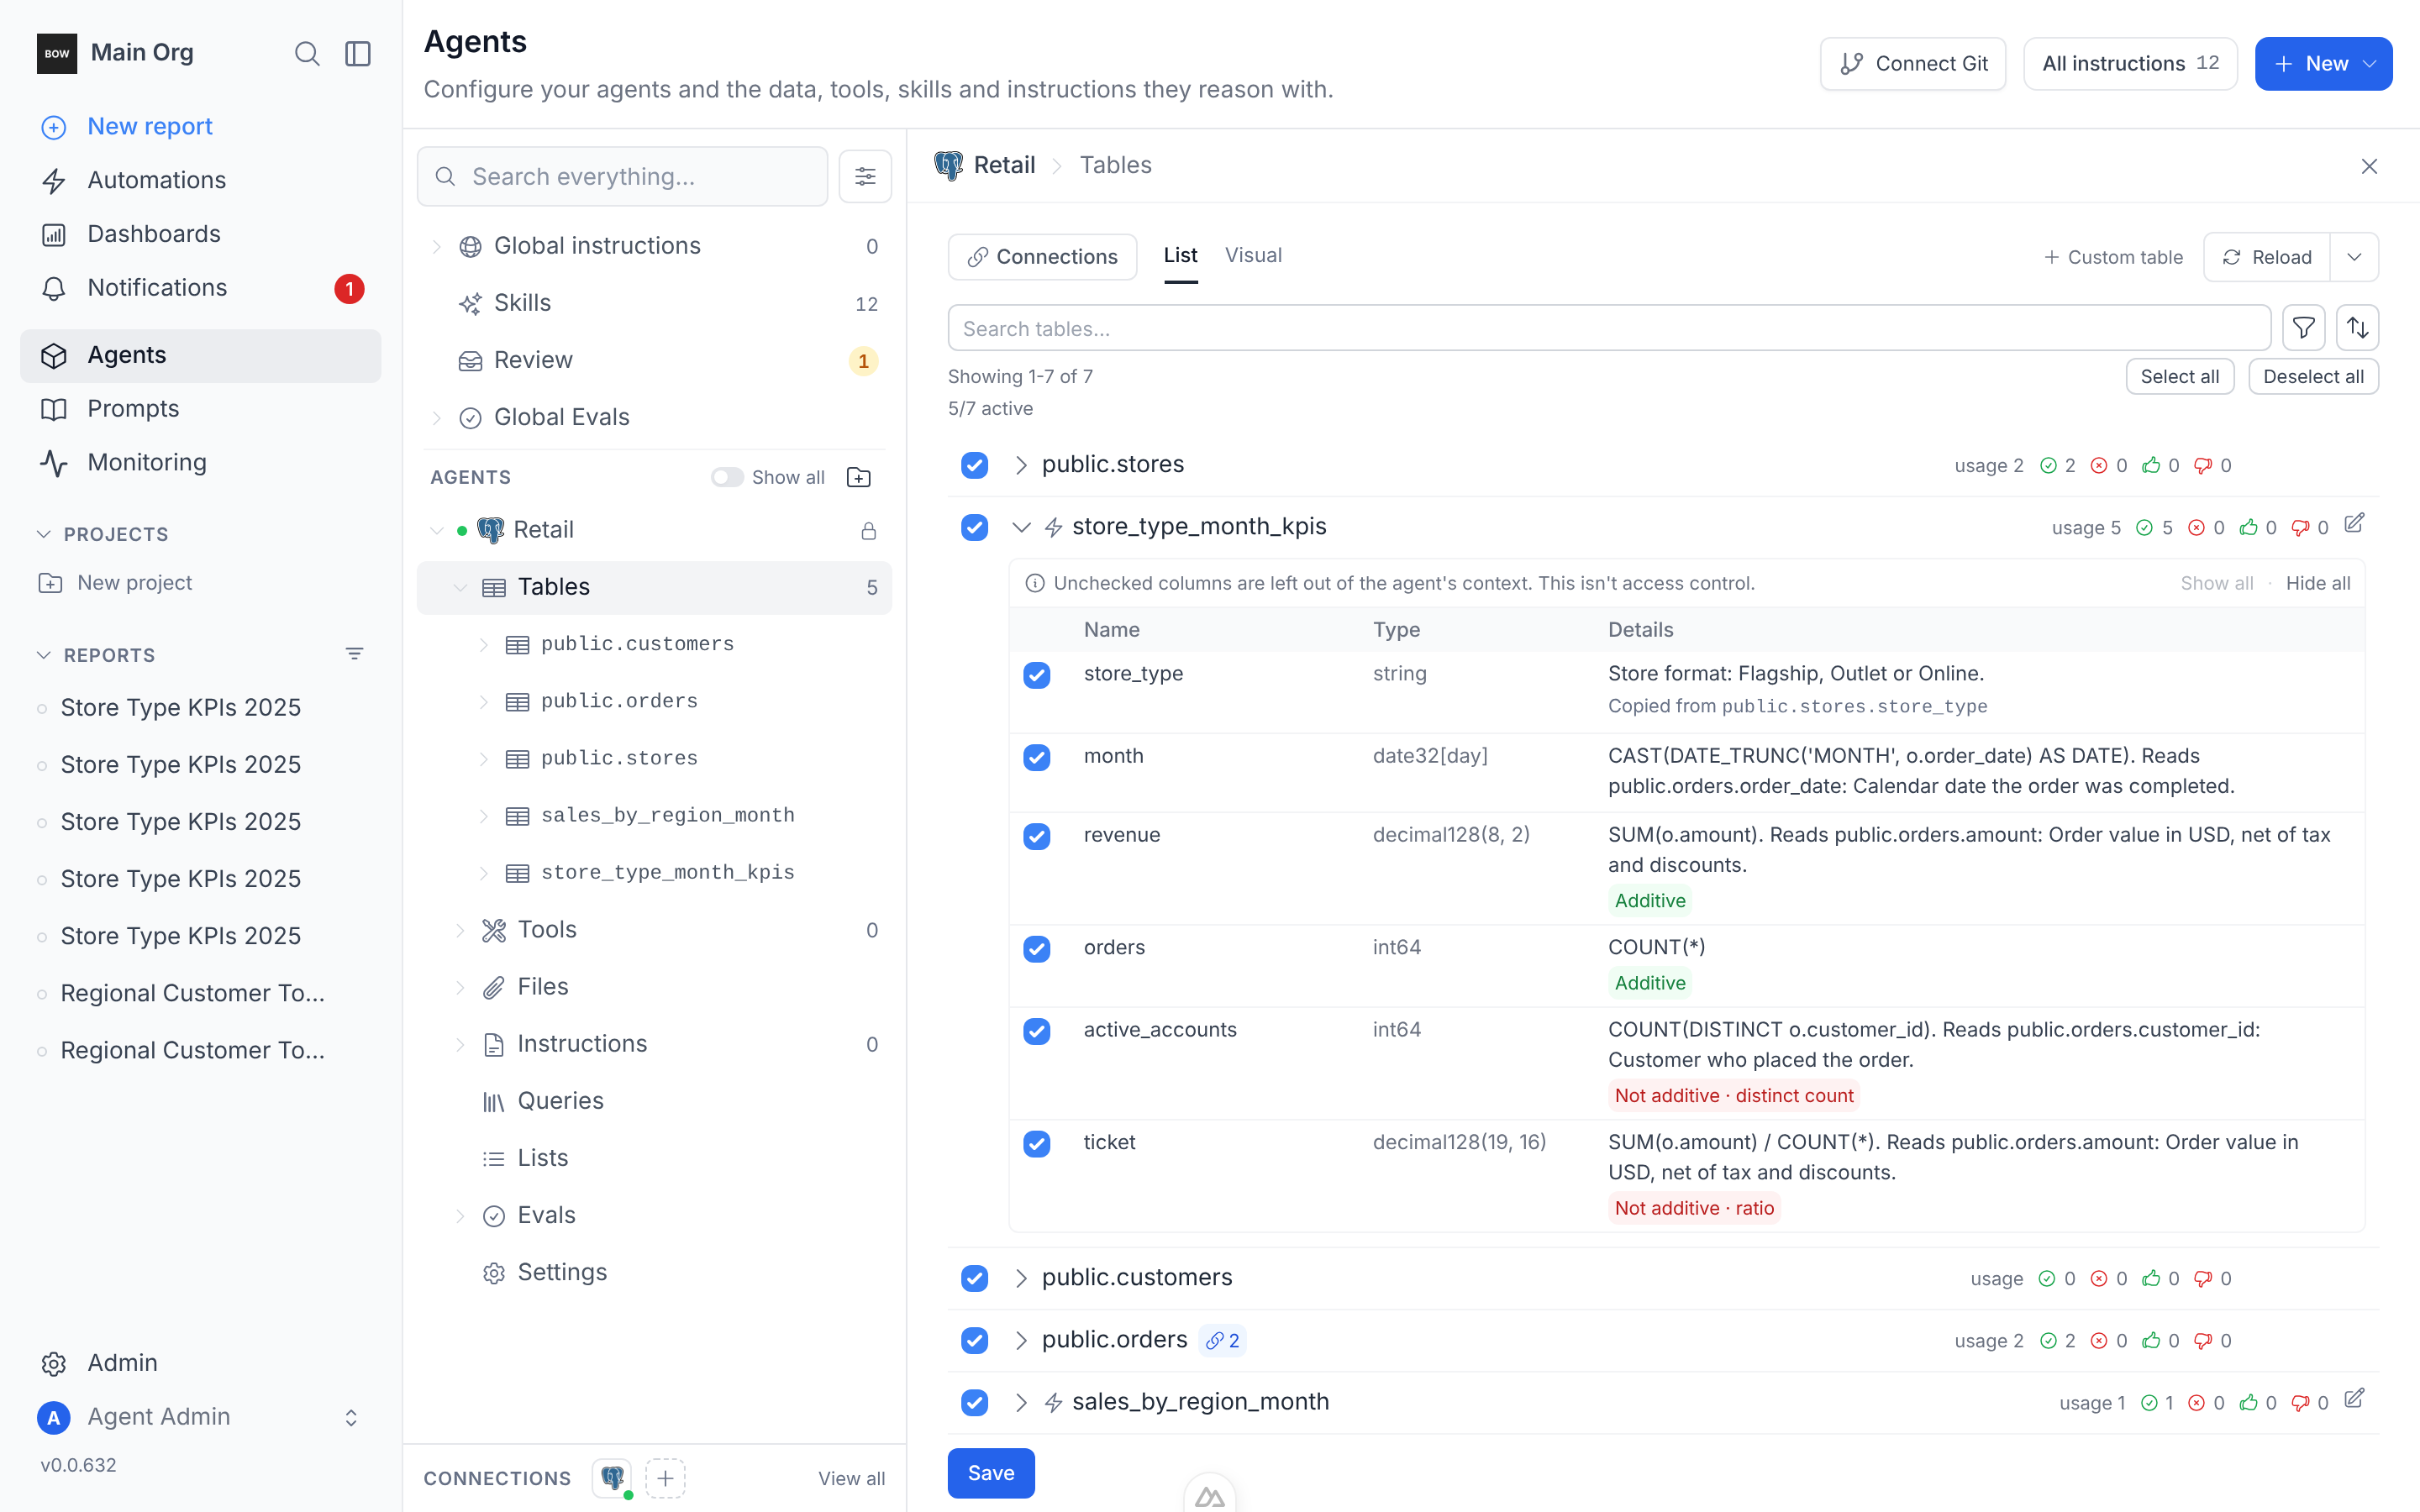 BOW
Main Org
New report
Automations
Dashboards
Notifications
1
Agents
Prompts
Monitoring
PROJECTS
New project
REPORTS
Store Type KPIs 2025
Store Type KPIs 2025
Store Type KPIs 2025
Store Type KPIs 2025
Store Type KPIs 2025
Regional Customer To...
Regional Customer To...
Admin
A
Agent Admin
v0.0.632
Agents
Configure your agents and the data, tools, skills and instructions they reason with.
Connect Git
All instructions 12
New
Search everything...
Global instructions 0
Skills 12
Review 1
Global Evals
AGENTS
Show all
Retail
Tables 5
public.customers
public.orders
public.stores
sales_by_region_month
store_type_month_kpis
Tools 0
Files
Instructions 0
Queries
Lists
Evals
Settings
CONNECTIONS
View all
Retail
Tables
Connections
List
Visual
Custom table
Reload
Search tables...
Showing 1-7 of 7
5/7 active
Select all
Deselect all
public.stores usage 2 2 0 0 0
store_type_month_kpis usage 5 5 0 0 0
Unchecked columns are left out of the agent's context. This isn't access control.
Show all · Hide all
Name Type Details
store_type string Store format: Flagship, Outlet or Online.
Copied from public.stores.store_type
month date32[day] CAST(DATE_TRUNC('MONTH', o.order_date) AS DATE). Reads
public.orders.order_date: Calendar date the order was completed.
revenue decimal128(8, 2) SUM(o.amount). Reads public.orders.amount: Order value in USD, net of tax
and discounts.
Additive
orders int64 COUNT(*)
Additive
active_accounts int64 COUNT(DISTINCT o.customer_id). Reads public.orders.customer_id:
Customer who placed the order.
Not additive · distinct count
ticket decimal128(19, 16) SUM(o.amount) / COUNT(*). Reads public.orders.amount: Order value in
USD, net of tax and discounts.
Not additive · ratio
public.customers usage 0 0 0 0
public.orders 2 usage 2 2 0 0 0
sales_by_region_month usage 1 1 0 0 0
Save